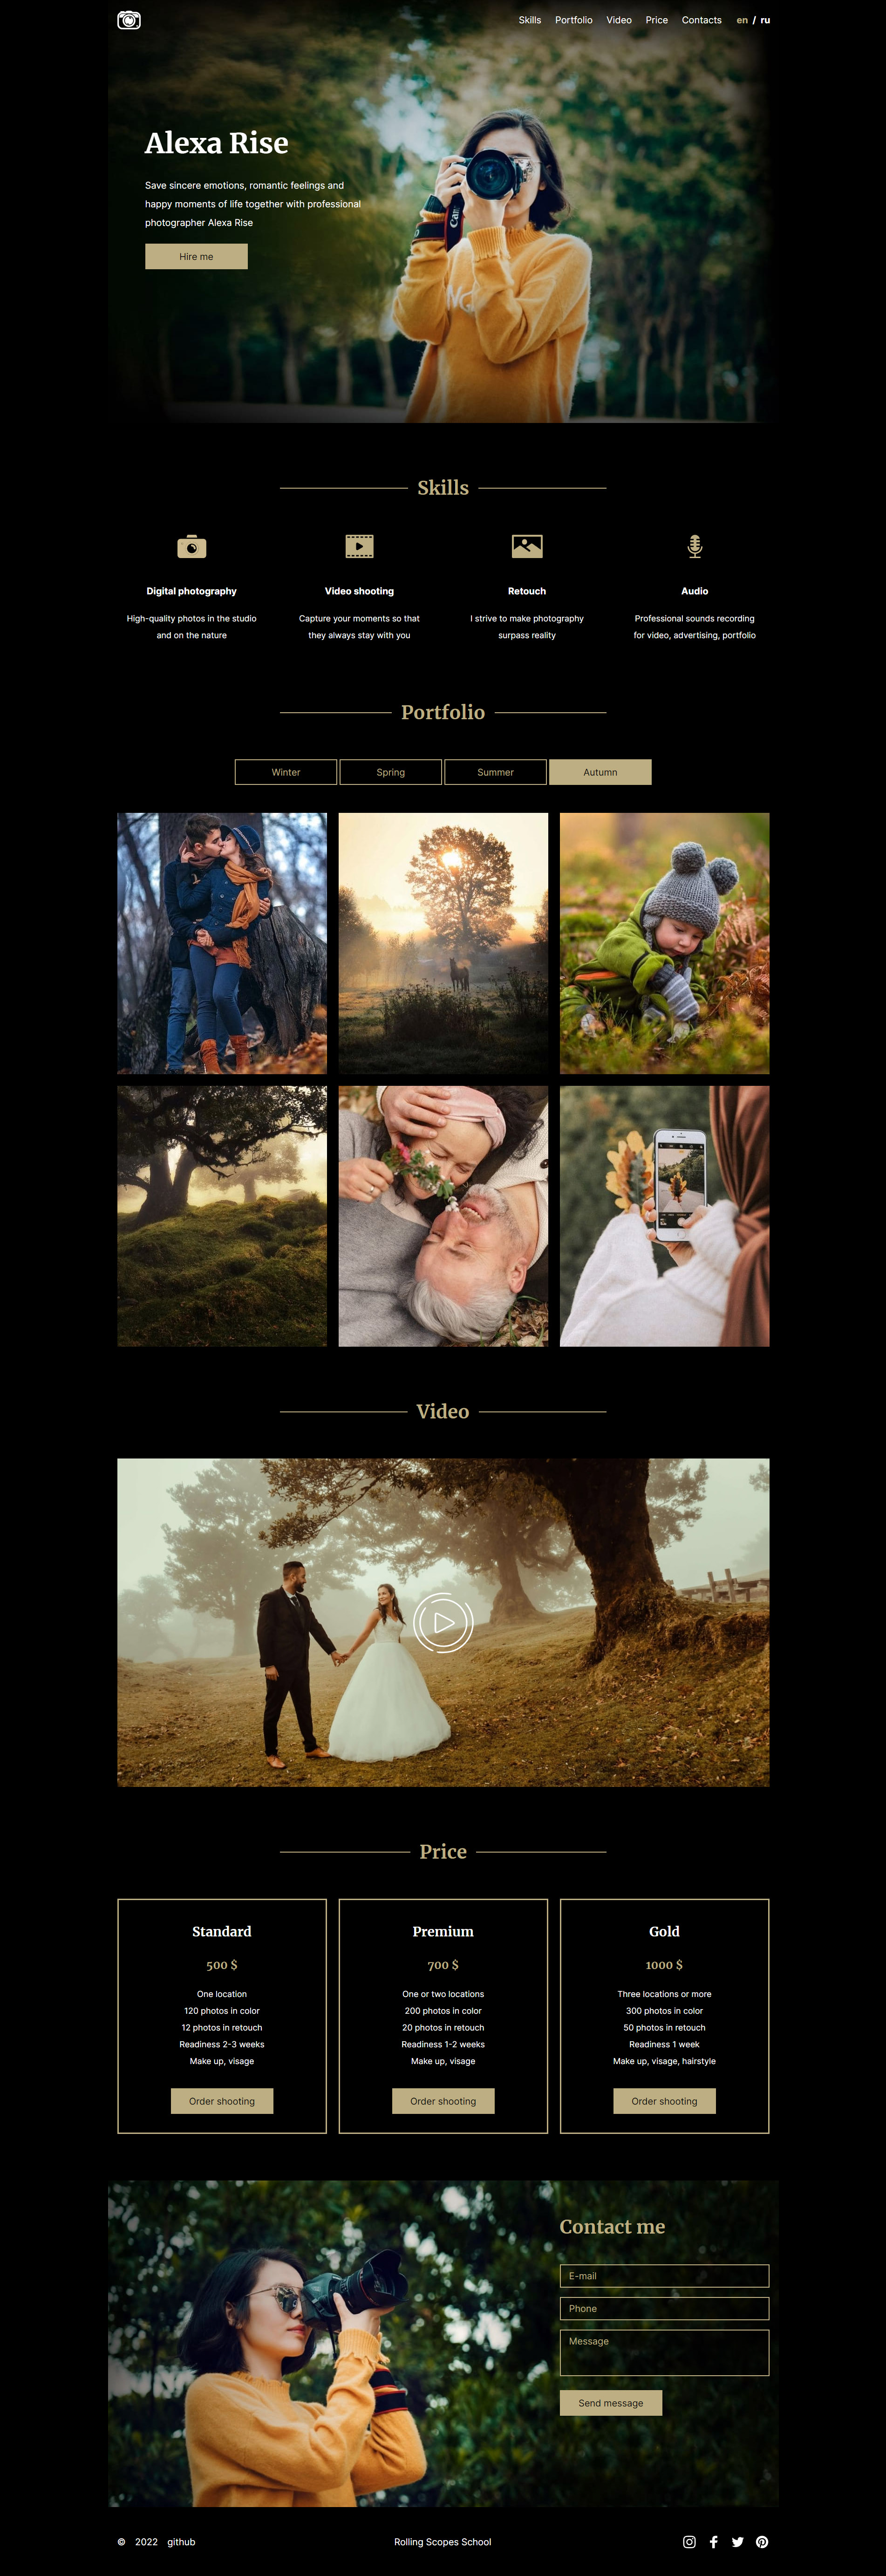 Skills Portfolio Video Price Contacts en / ru
Alexa Rise
Save sincere emotions, romantic feelings and
happy moments of life together with professional
photographer Alexa Rise
Hire me
Skills
Digital photography
High-quality photos in the studio
and on the nature
Video shooting
Capture your moments so that
they always stay with you
Retouch
I strive to make photography
surpass reality
Audio
Professional sounds recording
for video, advertising, portfolio
Portfolio
Winter Spring Summer Autumn
Video
Price
Standard
500 $
One location
120 photos in color
12 photos in retouch
Readiness 2-3 weeks
Make up, visage
Order shooting
Premium
700 $
One or two locations
200 photos in color
20 photos in retouch
Readiness 1-2 weeks
Make up, visage
Order shooting
Gold
1000 $
Three locations or more
300 photos in color
50 photos in retouch
Readiness 1 week
Make up, visage, hairstyle
Order shooting
Contact me
E-mail
Phone
Message
Send message
© 2022 github Rolling Scopes School